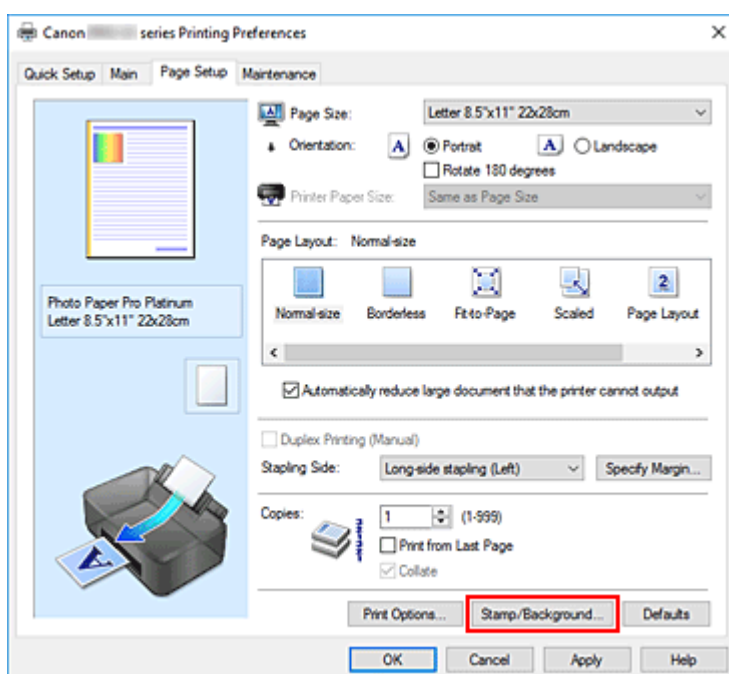 Canon series Printing Preferences
Quick Setup Main Page Setup Maintenance
Page Size: Letter 8.5"x11" 22x28cm
Orientation: A Portrait A Landscape
Rotate 180 degrees
Printer Paper Size: Same as Page Size
Page Layout: Normal-size
2
Normal-size Borderless Fit-to-Page Scaled Page Layout
Photo Paper Pro Platinum
Letter 8.5"x11" 22x28cm
Automatically reduce large document that the printer cannot output
Duplex Printing (Manual)
Stapling Side: Long-side stapling (Left) Specify Margin...
Copies: 1 (1-999)
Print from Last Page
Collate
A
Print Options... Stamp/Background... Defaults
OK Cancel Apply Help